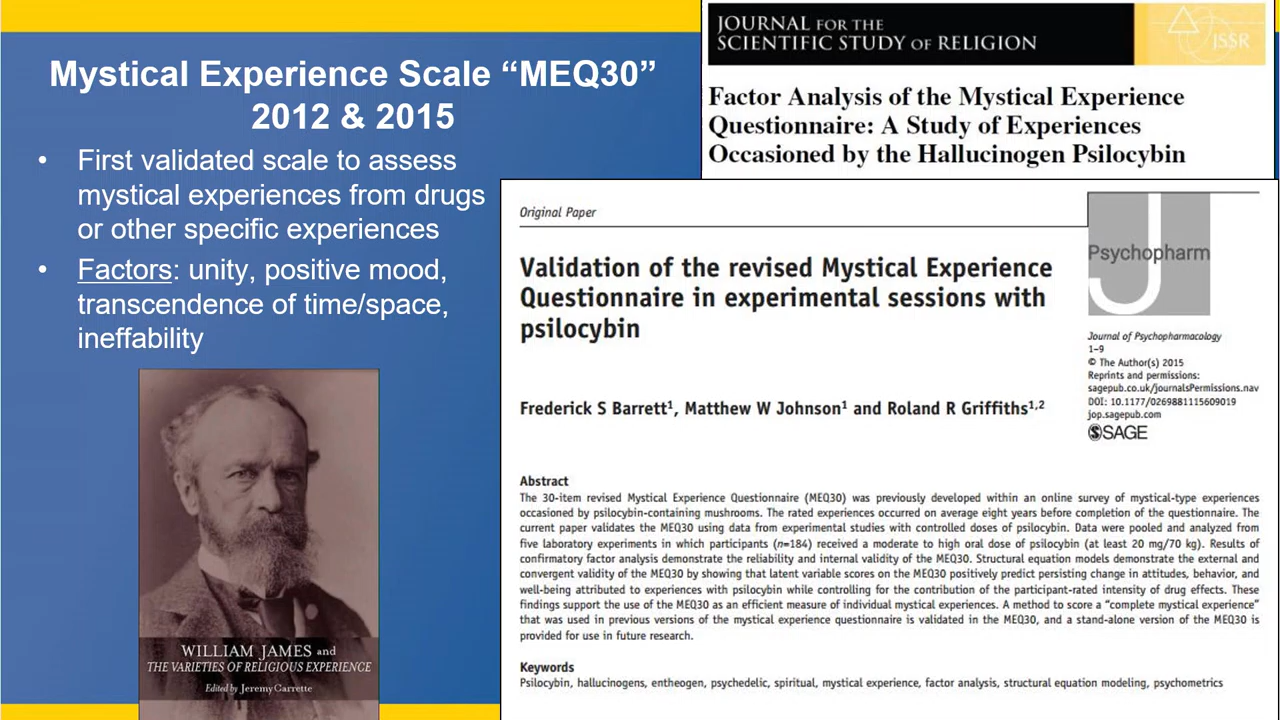 Mystical Experience Scale “MEQ30”
2012 & 2015
• First validated scale to assess
mystical experiences from drugs
or other specific experiences
• Factors: unity, positive mood,
transcendence of time/space,
ineffability
WILLIAM JAMES and
THE VARIETIES OF RELIGIOUS EXPERIENCE
Edited by Jeremy Carrette
JOURNAL FOR THE
SCIENTIFIC STUDY OF RELIGION
JSSR
Factor Analysis of the Mystical Experience
Questionnaire: A Study of Experiences
Occasioned by the Hallucinogen Psilocybin
Original Paper
Validation of the revised Mystical Experience
Questionnaire in experimental sessions with
psilocybin
J
Psychopharm
Journal of Psychopharmacology
1–9
© The Author(s) 2015
Reprints and permissions:
sagepub.co.uk/journalsPermissions.nav
DOI: 10.1177/0269881115609019
jop.sagepub.com
SAGE
Frederick S Barrett1, Matthew W Johnson1 and Roland R Griffiths1,2
Abstract
The 30-item revised Mystical Experience Questionnaire (MEQ30) was previously developed within an online survey of mystical-type experiences
occasioned by psilocybin-containing mushrooms. The rated experiences occurred on average eight years before completion of the questionnaire. The
current paper validates the MEQ30 using data from experimental studies with controlled doses of psilocybin. Data were pooled and analyzed from
five laboratory experiments in which participants (n=184) received a moderate to high oral dose of psilocybin (at least 20 mg/70 kg). Results of
confirmatory factor analysis demonstrate the reliability and internal validity of the MEQ30. Structural equation models demonstrate the external and
convergent validity of the MEQ30 by showing that latent variable scores on the MEQ30 positively predict persisting change in attitudes, behavior, and
well-being attributed to experiences with psilocybin while controlling for the contribution of the participant-rated intensity of drug effects. These
findings support the use of the MEQ30 as an efficient measure of individual mystical experiences. A method to score a “complete mystical experience”
that was used in previous versions of the mystical experience questionnaire is validated in the MEQ30, and a stand-alone version of the MEQ30 is
provided for use in future research.
Keywords
Psilocybin, hallucinogens, entheogen, psychedelic, spiritual, mystical experience, factor analysis, structural equation modeling, psychometrics